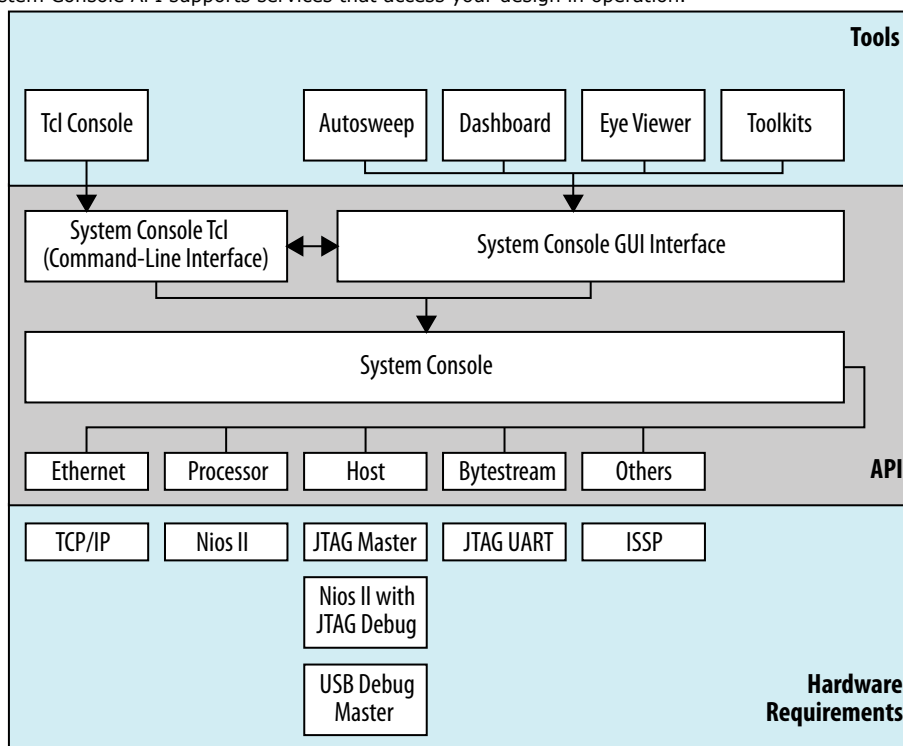 stem Console API supports services that access your design in operation.
Tools
Tcl Console
Autosweep
Dashboard
Eye Viewer
Toolkits
System Console Tcl
(Command-Line Interface)
System Console GUI Interface
System Console
Ethernet
Processor
Host
Bytestream
Others
API
TCP/IP
Nios II
JTAG Master
JTAG UART
ISSP
Nios II with
JTAG Debug
USB Debug
Master
Hardware
Requirements